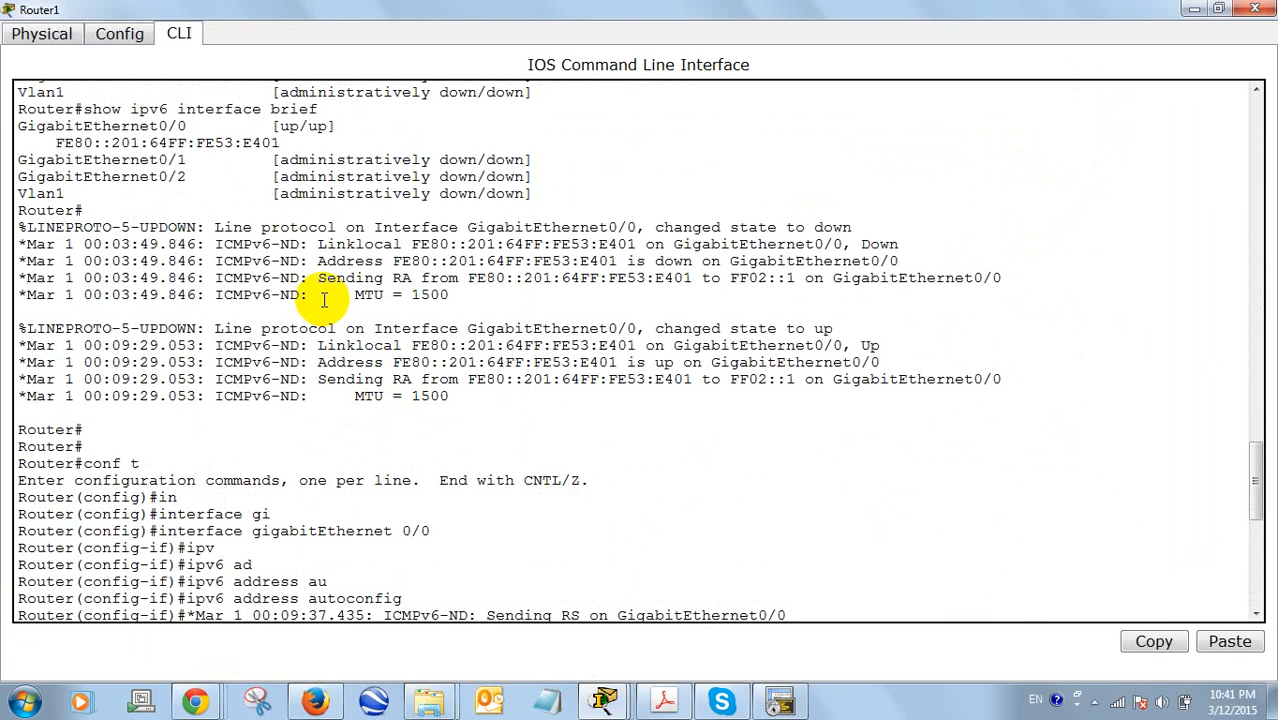 Router1
Physical Config CLI
IOS Command Line Interface
Vlan1 [administratively down/down]
Router#show ipv6 interface brief
GigabitEthernet0/0 [up/up]
FE80::201:64FF:FE53:E401
GigabitEthernet0/1 [administratively down/down]
GigabitEthernet0/2 [administratively down/down]
Vlan1 [administratively down/down]
Router#
%LINEPROTO-5-UPDOWN: Line protocol on Interface GigabitEthernet0/0, changed state to down
*Mar 1 00:03:49.846: ICMPv6-ND: Linklocal FE80::201:64FF:FE53:E401 on GigabitEthernet0/0, Down
*Mar 1 00:03:49.846: ICMPv6-ND: Address FE80::201:64FF:FE53:E401 is down on GigabitEthernet0/0
*Mar 1 00:03:49.846: ICMPv6-ND: Sending RA from FE80::201:64FF:FE53:E401 to FF02::1 on GigabitEthernet0/0
*Mar 1 00:03:49.846: ICMPv6-ND: MTU = 1500
%LINEPROTO-5-UPDOWN: Line protocol on Interface GigabitEthernet0/0, changed state to up
*Mar 1 00:09:29.053: ICMPv6-ND: Linklocal FE80::201:64FF:FE53:E401 on GigabitEthernet0/0, Up
*Mar 1 00:09:29.053: ICMPv6-ND: Address FE80::201:64FF:FE53:E401 is up on GigabitEthernet0/0
*Mar 1 00:09:29.053: ICMPv6-ND: Sending RA from FE80::201:64FF:FE53:E401 to FF02::1 on GigabitEthernet0/0
*Mar 1 00:09:29.053: ICMPv6-ND: MTU = 1500
Router#
Router#
Router#conf t
Enter configuration commands, one per line. End with CNTL/Z.
Router(config)#in
Router(config)#interface gi
Router(config)#interface gigabitEthernet 0/0
Router(config-if)#ipv
Router(config-if)#ipv6 ad
Router(config-if)#ipv6 address au
Router(config-if)#ipv6 address autoconfig
Router(config-if)#*Mar 1 00:09:37.435: ICMPv6-ND: Sending RS on GigabitEthernet0/0
Copy Paste
EN 10:41 PM
3/12/2015